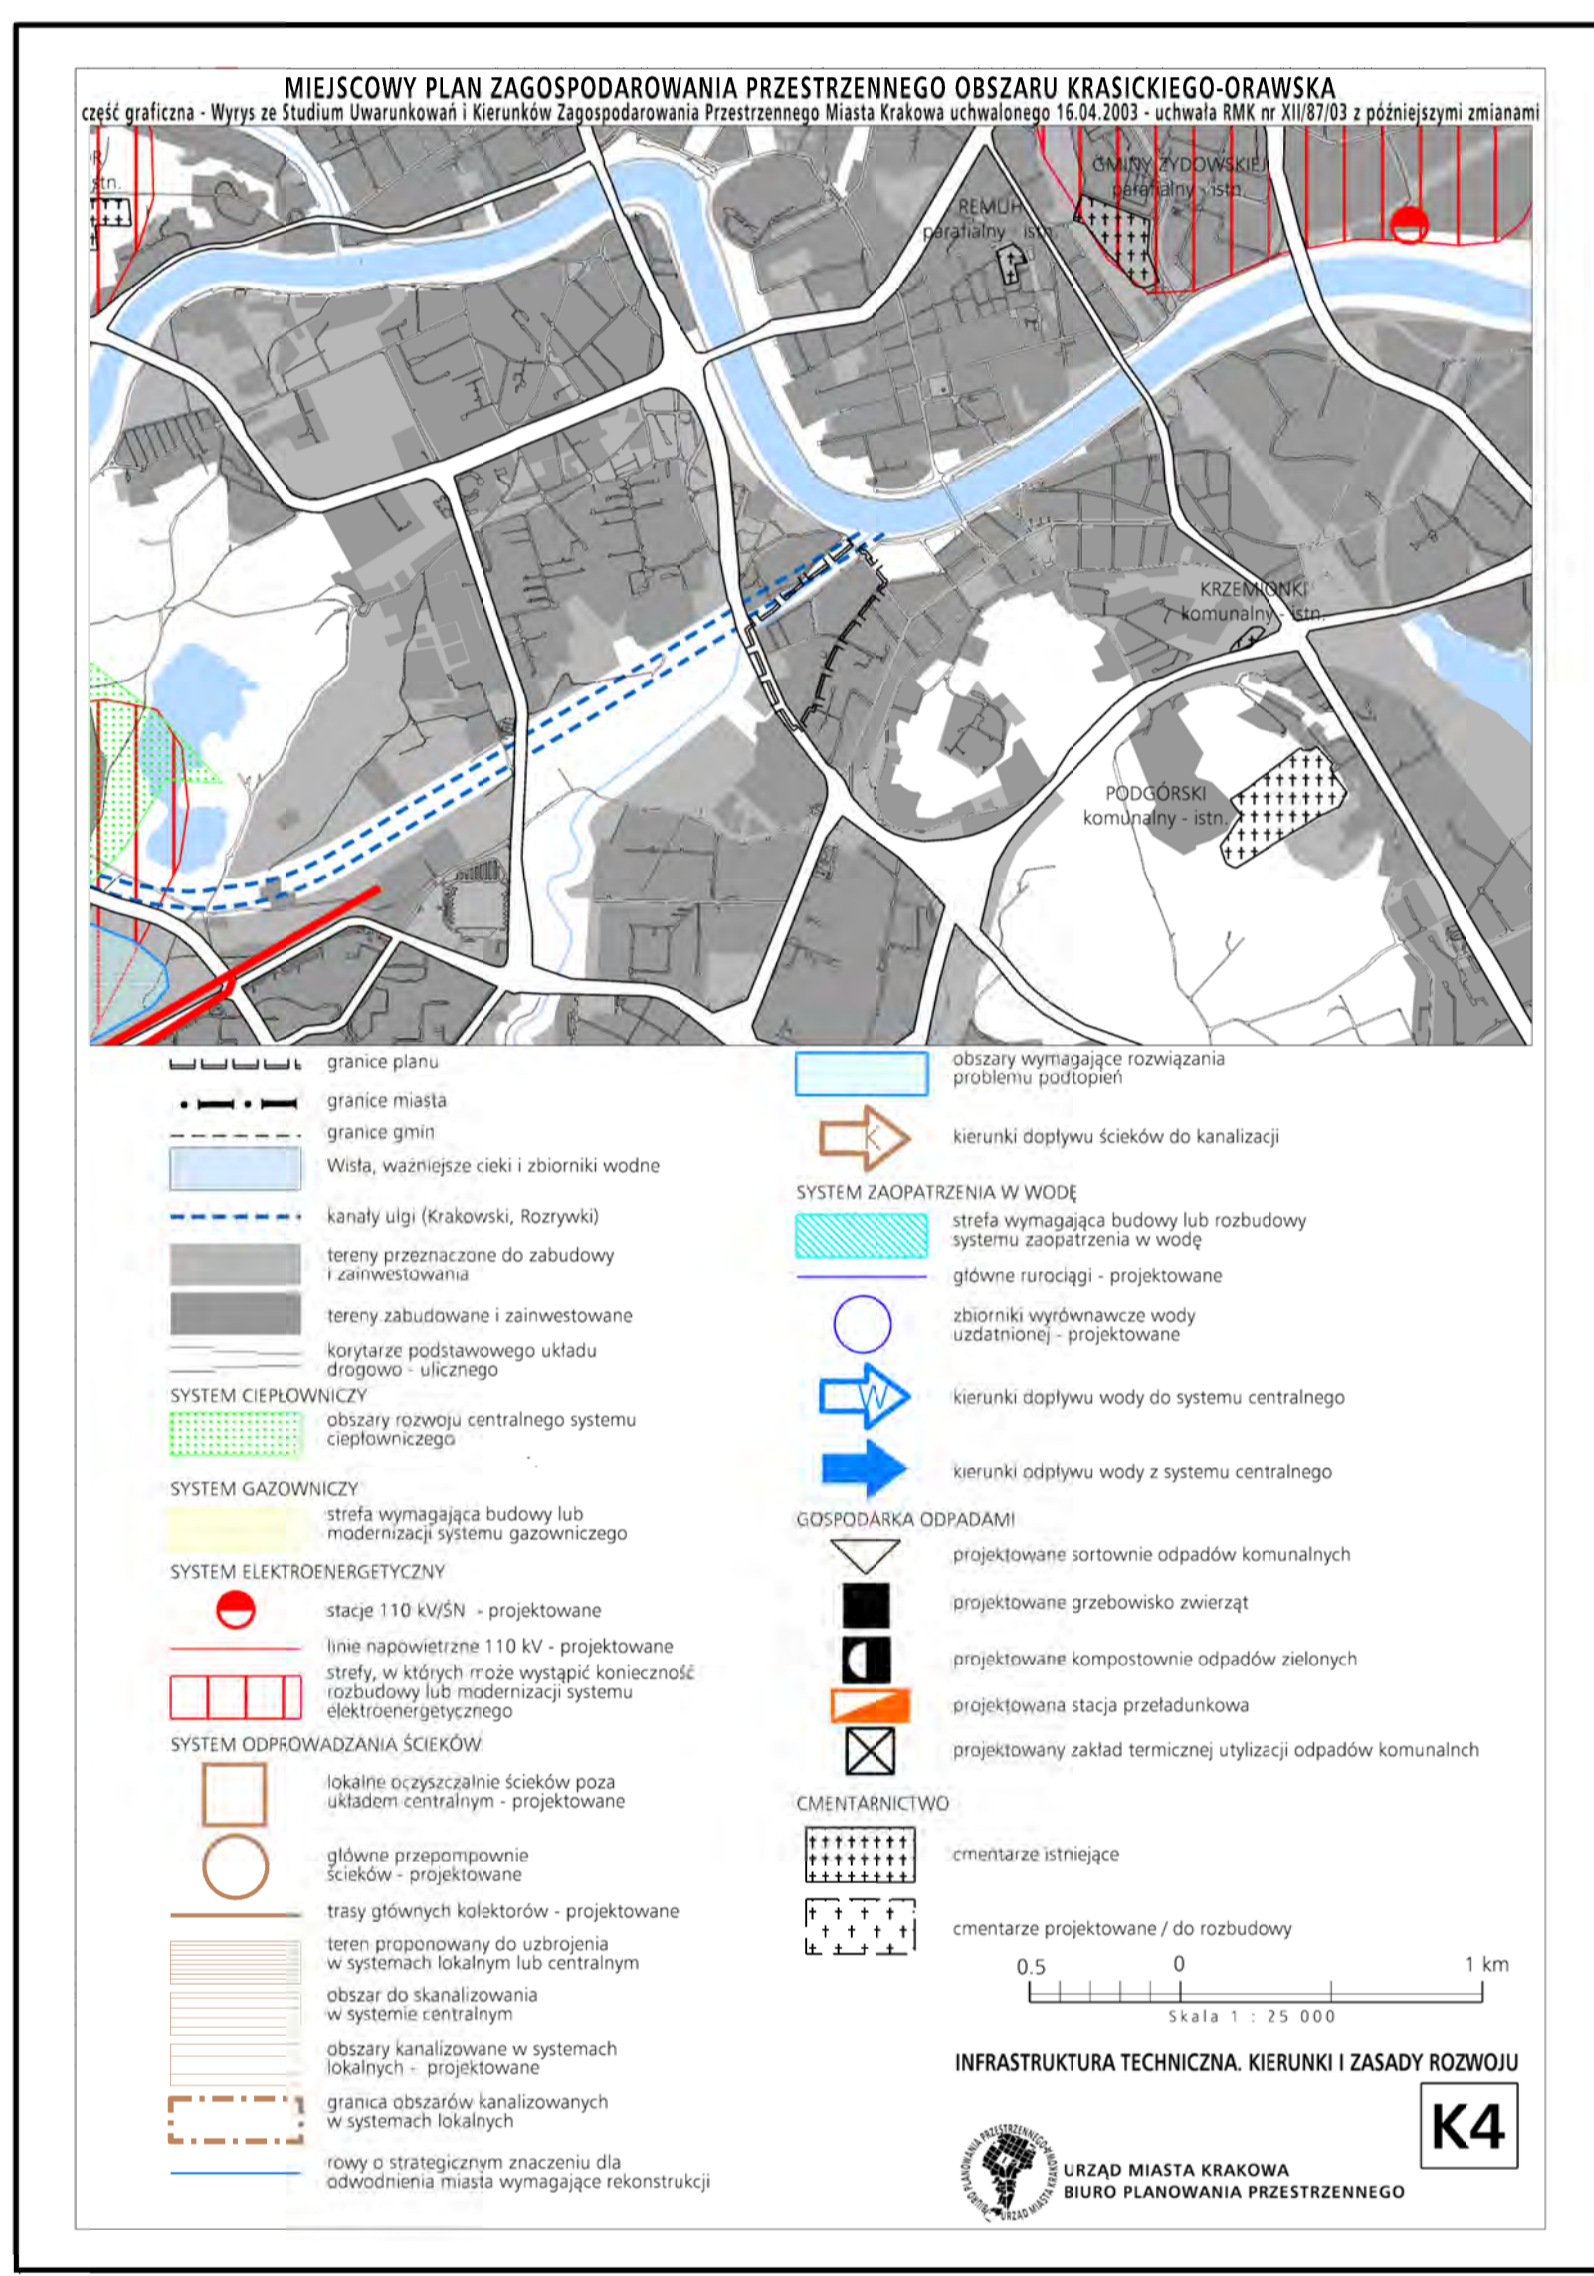 MIEJSCOWY PLAN ZAGOSPODAROWANIA PRZESTRZENNEGO OBSZARU KRASICKIEGO-ORAWSKA
część graficzna - Wyrys ze Studium Uwarunkowań i Kierunków Zagospodarowania Przestrzennego Miasta Krakowa uchwalonego 16.04.2003 - uchwała RMK nr XII/87/03 z późniejszymi zmianami
stn.
GMINY ŻYDOWSKIEJ
parafialny - istn.
REMUH
parafialny - istn.
KRZEMIONKI
komunalny - istn.
PODGÓRSKI
komunalny - istn.
granice planu
granice miasta
granice gmin
Wisła, ważniejsze cieki i zbiorniki wodne
kanały ulgi (Krakowski, Rozrywki)
tereny przeznaczone do zabudowy
i zainwestowania
tereny zabudowane i zainwestowane
korytarze podstawowego układu
drogowo - ulicznego
SYSTEM CIEPŁOWNICZY
obszary rozwoju centralnego systemu
ciepłowniczego
SYSTEM GAZOWNICZY
strefa wymagająca budowy lub
modernizacji systemu gazowniczego
SYSTEM ELEKTROENERGETYCZNY
stacje 110 kV/ŚN - projektowane
linie napowietrzne 110 kV - projektowane
strefy, w których może wystąpić konieczność
rozbudowy lub modernizacji systemu
elektroenergetycznego
SYSTEM ODPROWADZANIA ŚCIEKÓW
lokalne oczyszczalnie ścieków poza
układem centralnym - projektowane
główne przepompownie
ścieków - projektowane
trasy głównych kolektorów - projektowane
teren proponowany do uzbrojenia
w systemach lokalnym lub centralnym
obszar do skanalizowania
w systemie centralnym
obszary kanalizowane w systemach
lokalnych - projektowane
granica obszarów kanalizowanych
w systemach lokalnych
rowy o strategicznym znaczeniu dla
odwodnienia miasta wymagające rekonstrukcji
obszary wymagające rozwiązania
problemu podtopień
K
kierunki dopływu ścieków do kanalizacji
SYSTEM ZAOPATRZENIA W WODĘ
strefa wymagająca budowy lub rozbudowy
systemu zaopatrzenia w wodę
główne rurociągi - projektowane
zbiorniki wyrównawcze wody
uzdatnionej - projektowane
W
kierunki dopływu wody do systemu centralnego
kierunki odpływu wody z systemu centralnego
GOSPODARKA ODPADAMI
projektowane sortownie odpadów komunalnych
projektowane grzebowisko zwierząt
projektowane kompostownie odpadów zielonych
projektowana stacja przeładunkowa
projektowany zakład termicznej utylizacji odpadów komunalnch
CMENTARNICTWO
cmentarze istniejące
cmentarze projektowane / do rozbudowy
0.5 0 1 km
Skala 1 : 25 000
INFRASTRUKTURA TECHNICZNA. KIERUNKI I ZASADY ROZWOJU
K4
BIURO PLANOWANIA PRZESTRZENNEGO URZĄD MIASTA KRAKOWA
URZĄD MIASTA KRAKOWA
BIURO PLANOWANIA PRZESTRZENNEGO